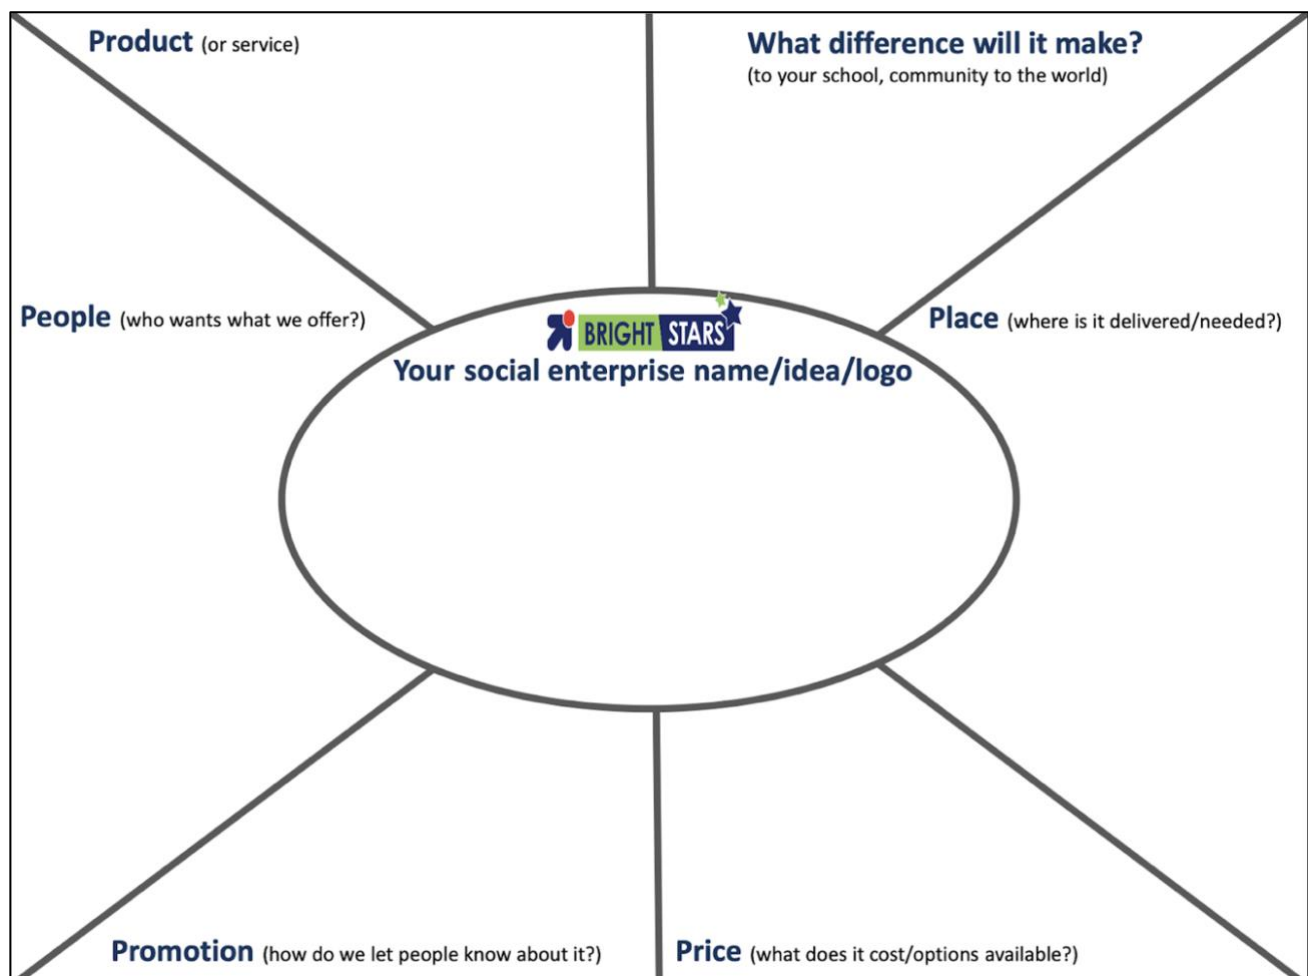 Product (or service)
What difference will it make?
(to your school, community to the world)
People (who wants what we offer?)
Place (where is it delivered/needed?)
BRIGHT STARS
Your social enterprise name/idea/logo
Promotion (how do we let people know about it?)
Price (what does it cost/options available?)